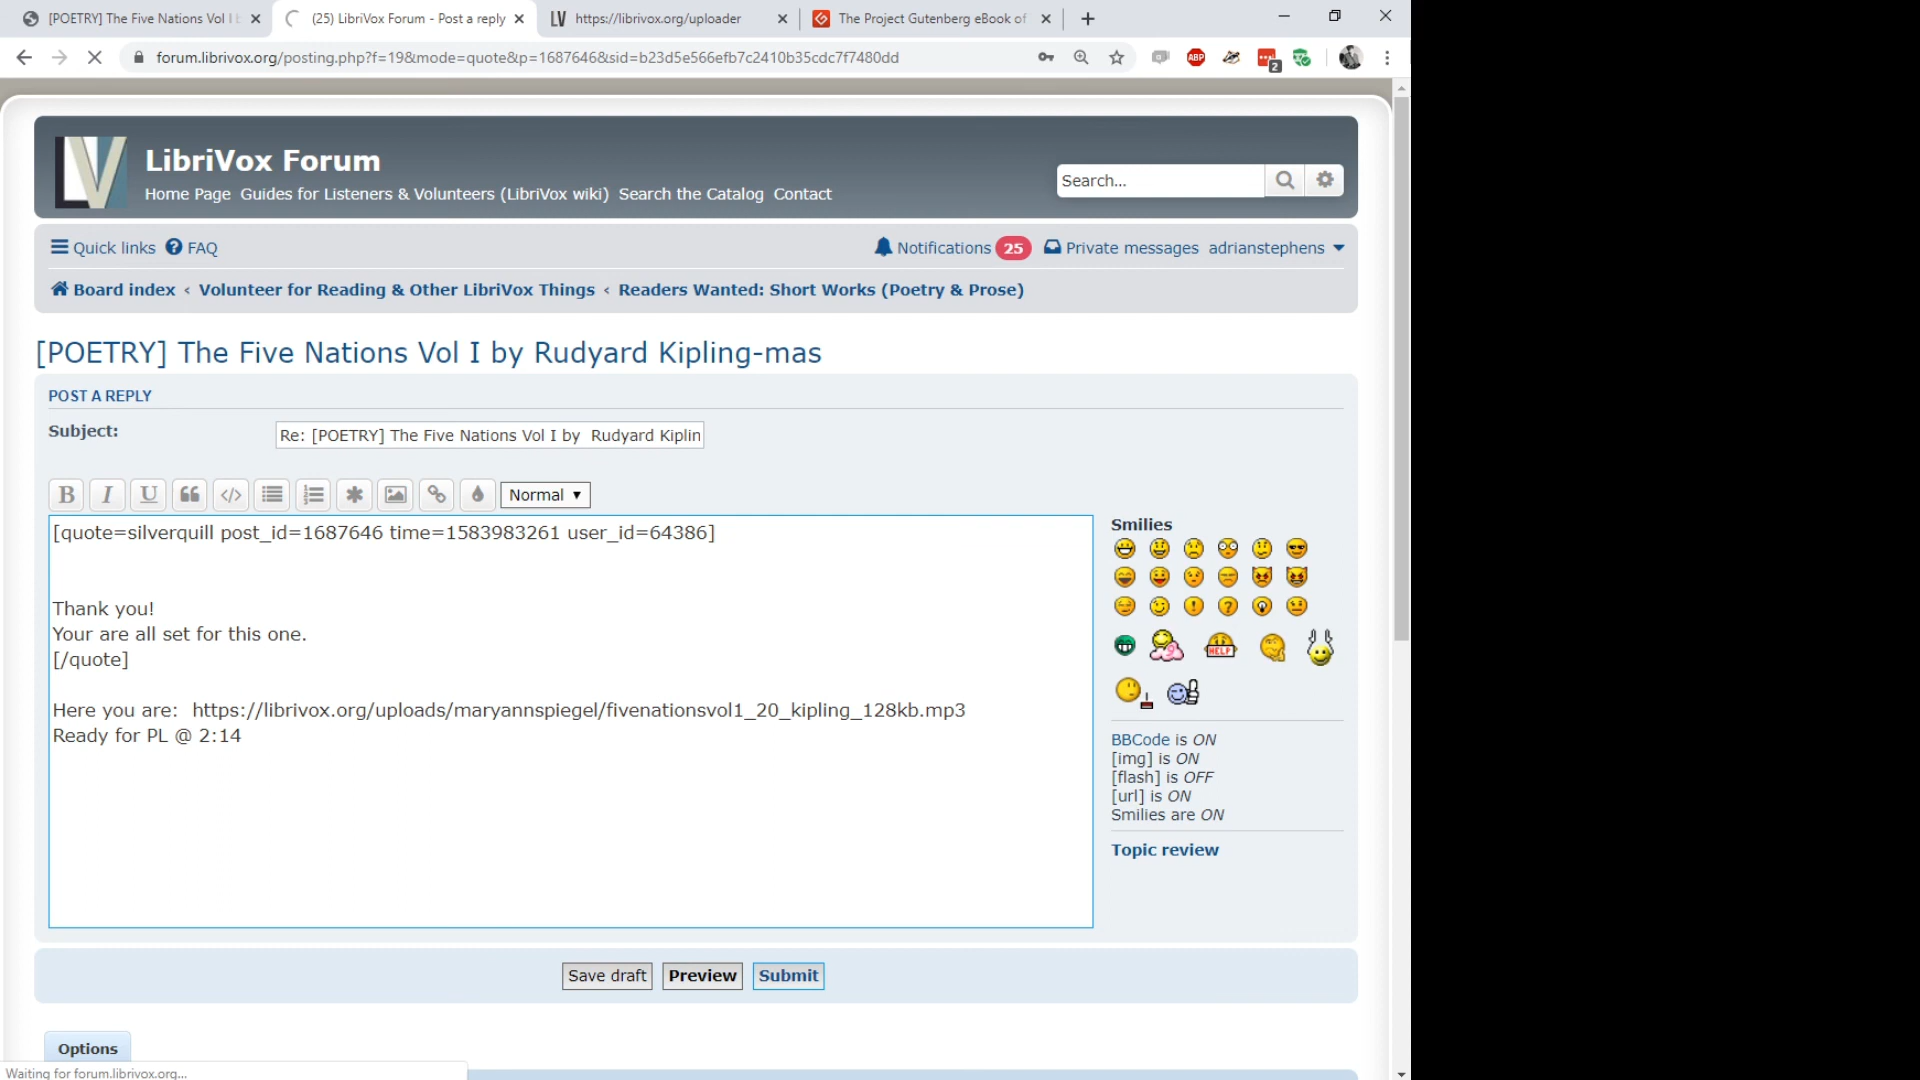 [POETRY] The Five Nations Vol I b
(25) LibriVox Forum - Post a reply
LV https://librivox.org/uploader
The Project Gutenberg eBook of
forum.librivox.org/posting.php?f=19&mode=quote&p=1687646&sid=b23d5e566efb7c2410b35cdc7f7480dd
ABP
2
LV
LibriVox Forum
Home Page Guides for Listeners & Volunteers (LibriVox wiki) Search the Catalog Contact
Search...
Quick links FAQ
Notifications 25 Private messages adrianstephens
Board index ‹ Volunteer for Reading & Other LibriVox Things ‹ Readers Wanted: Short Works (Poetry & Prose)
[POETRY] The Five Nations Vol I by Rudyard Kipling-mas
POST A REPLY
Subject: Re: [POETRY] The Five Nations Vol I by  Rudyard Kiplin
B I U Normal
[quote=silverquill post_id=1687646 time=1583983261 user_id=64386]
Thank you!
Your are all set for this one.
[/quote]
Here you are:  https://librivox.org/uploads/maryannspiegel/fivenationsvol1_20_kipling_128kb.mp3
Ready for PL @ 2:14
Smilies
HELP
BBCode is ON
[img] is ON
[flash] is OFF
[url] is ON
Smilies are ON
Topic review
Save draft Preview Submit
Options
Waiting for forum.librivox.org...